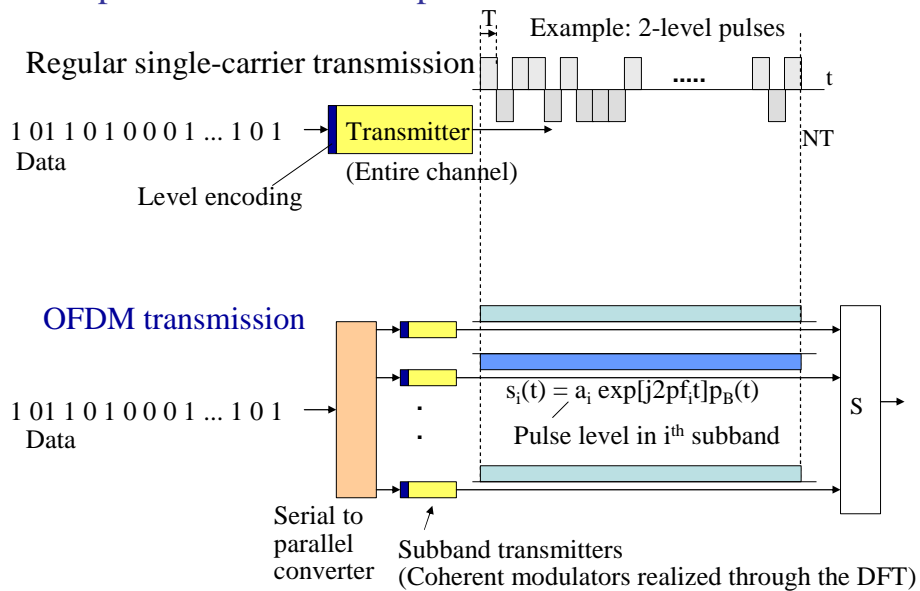 T
Example: 2-level pulses
Regular single-carrier transmission
.....
t
1 01 1 0 1 0 0 0 1 ... 1 0 1
Transmitter
NT
Data
(Entire channel)
Level encoding
OFDM transmission
s_i(t) = a_i exp[j2pf_it]p_B(t)
1 01 1 0 1 0 0 0 1 ... 1 0 1
S
Data
Pulse level in i^th subband
Serial to
parallel
converter
Subband transmitters
(Coherent modulators realized through the DFT)